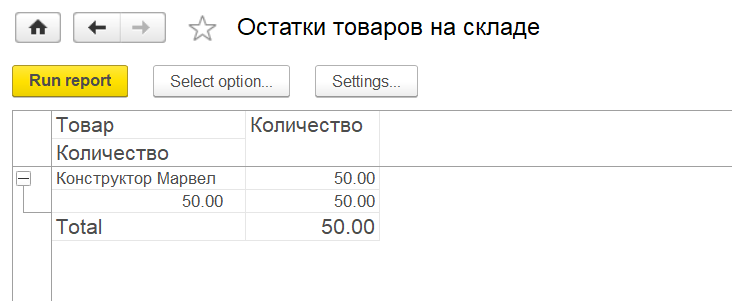 Остатки товаров на складе
Run report Select option... Settings...
Товар Количество
Количество
Конструктор Марвел 50.00
50.00 50.00
Total 50.00